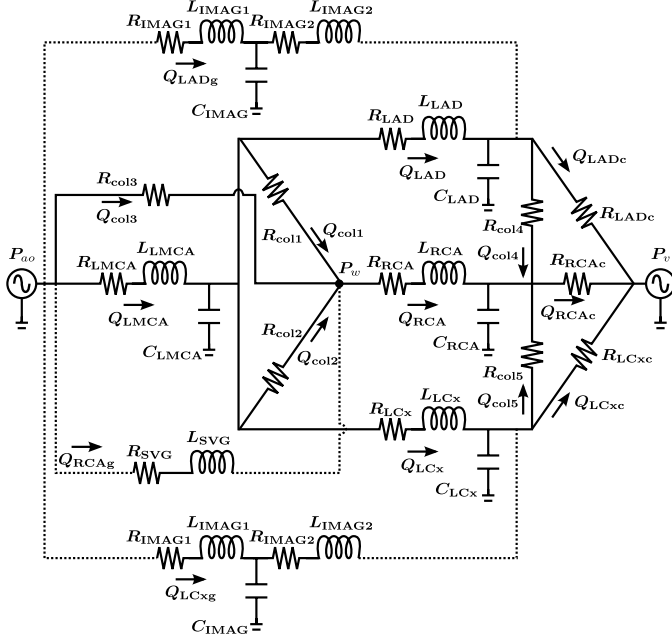 L_IMAG1 L_IMAG2
R_IMAG1 R_IMAG2
Q_LADg
C_IMAG
L_LAD
R_LAD
Q_LAD
C_LAD
Q_LADc
R_LADc
R_col3
Q_col3
R_col1
Q_col1
R_col4
Q_col4
P_ao
L_LMCA
R_LMCA
Q_LMCA
C_LMCA
P_w
L_RCA
R_RCA
Q_RCA
C_RCA
R_RCAc
Q_RCAc
P_v
R_col2
Q_col2
R_col5
Q_col5
R_LCxc
Q_LCxc
L_LCx
R_LCx
Q_LCx
C_LCx
L_SVG
R_SVG
Q_RCAg
L_IMAG1 L_IMAG2
R_IMAG1 R_IMAG2
Q_LCxg
C_IMAG